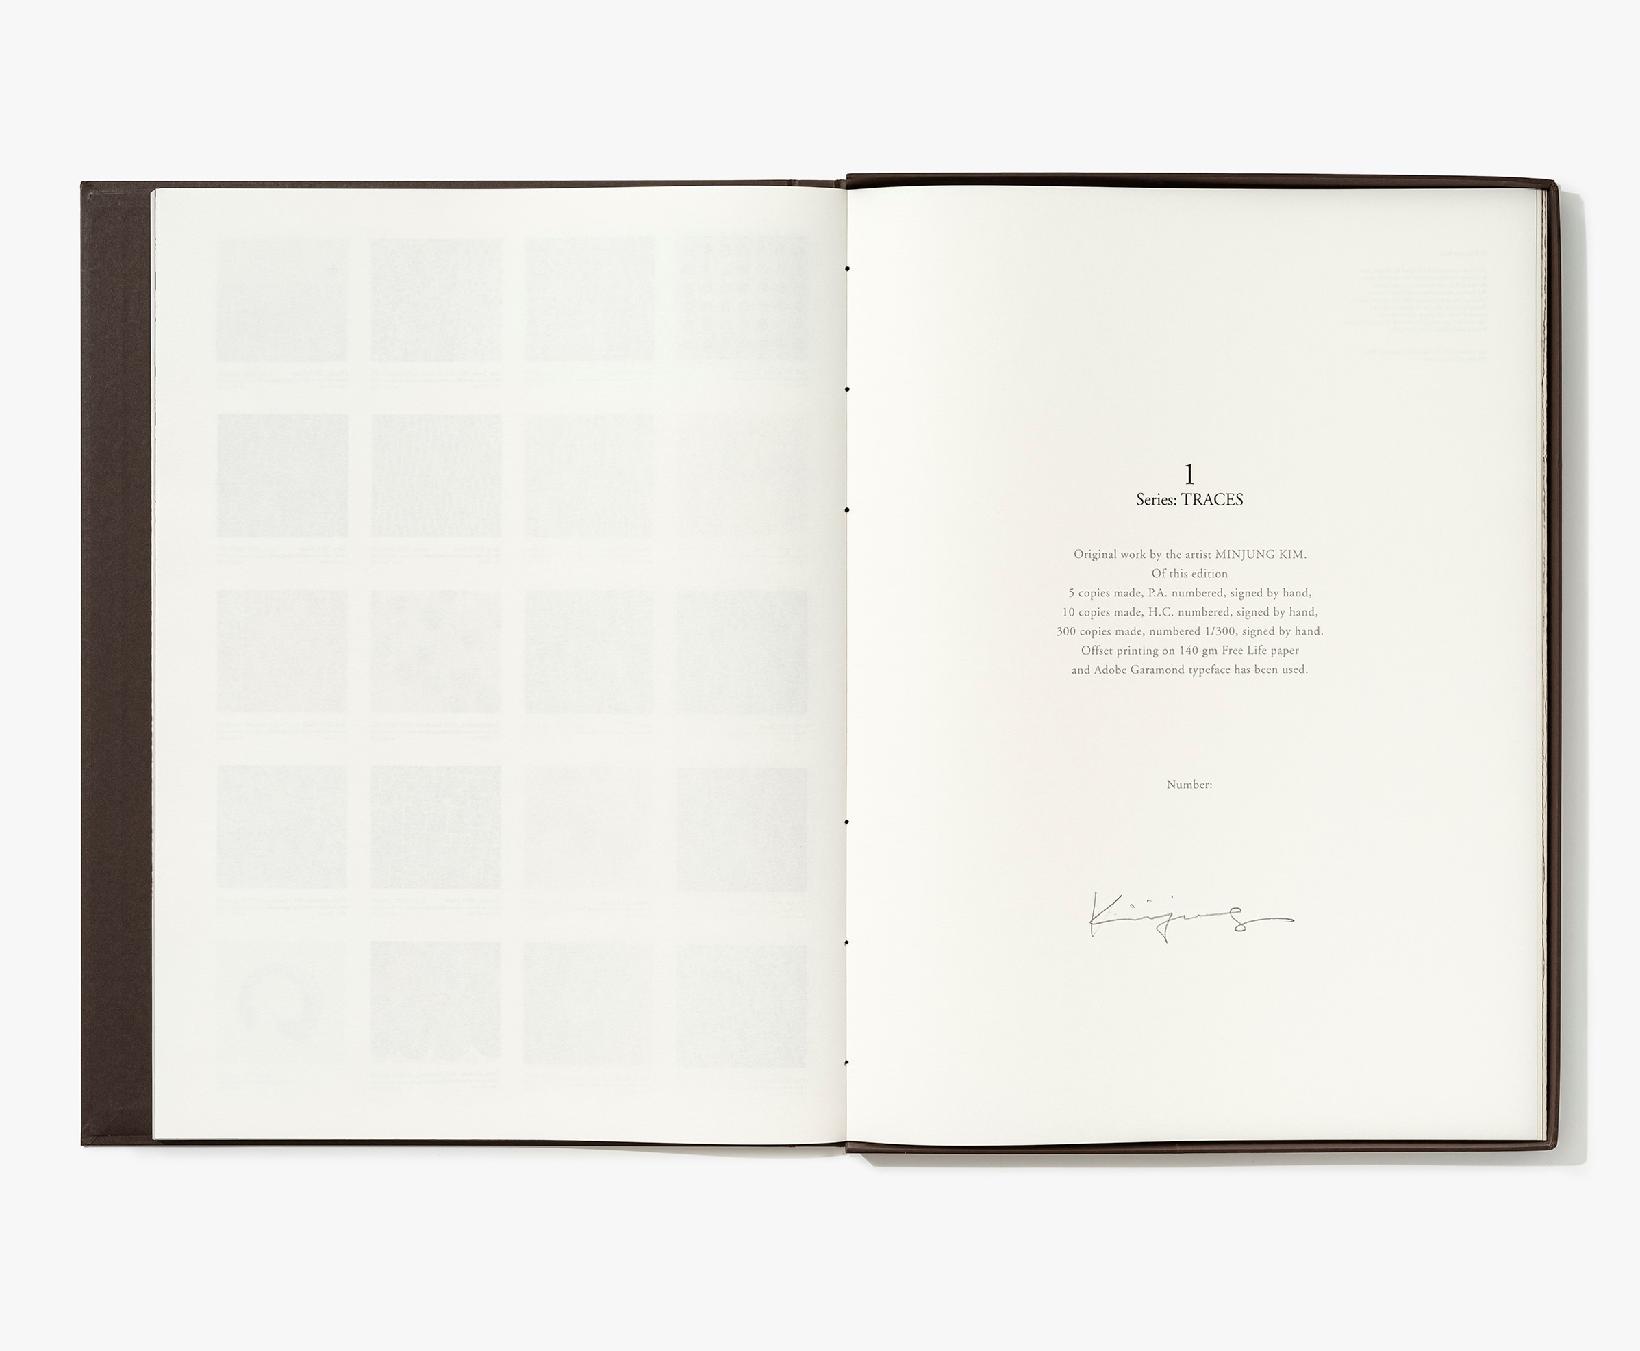 1
Series: TRACES
Original work by the artist MINJUNG KIM.
Of this edition
5 copies made, P.A. numbered, signed by hand,
10 copies made, H.C. numbered, signed by hand,
300 copies made, numbered 1/300, signed by hand.
Offset printing on 140 gm Free Life paper
and Adobe Garamond typeface has been used.
Number:
Minjung